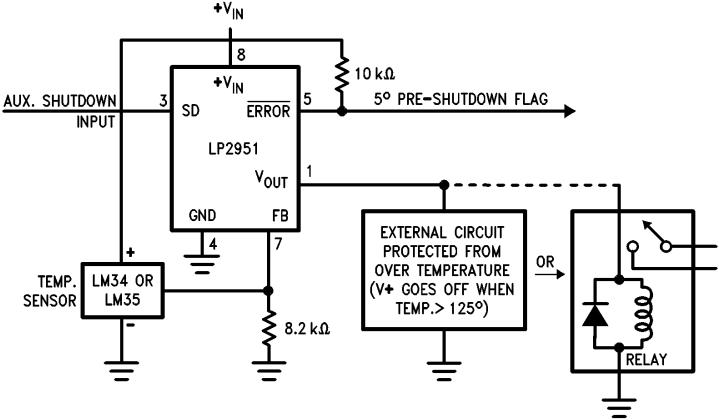 +VIN
8
+VIN
10 kΩ
AUX. SHUTDOWN
INPUT
3
SD
ERROR
5
5° PRE-SHUTDOWN FLAG
LP2951
VOUT
1
GND
FB
4
7
EXTERNAL CIRCUIT
PROTECTED FROM
OVER TEMPERATURE
(V+ GOES OFF WHEN
TEMP.> 125°)
OR
+
TEMP.
SENSOR
LM34 OR
LM35
-
8.2 kΩ
RELAY